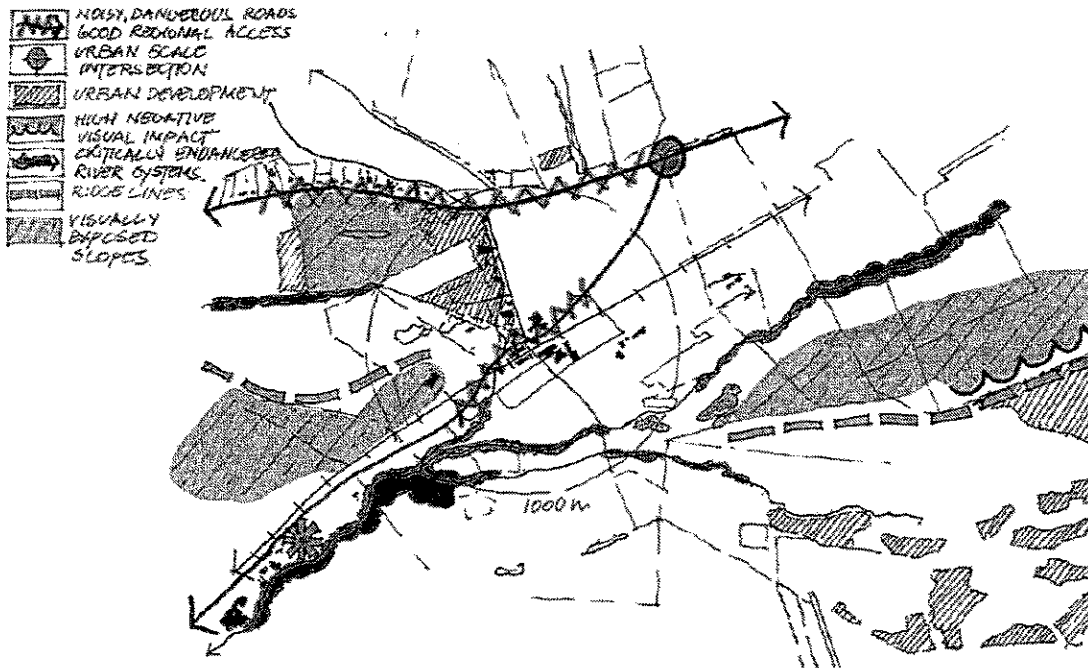 NOISY, DANGEROUS ROADS
GOOD REGIONAL ACCESS
URBAN SCALE
INTERSECTION
URBAN DEVELOPMENT
HIGH NEGATIVE
VISUAL IMPACT
CRITICALLY ENDANGERED
RIVER SYSTEMS
RIDGE LINES
VISUALLY
EXPOSED
SLOPES
1000m